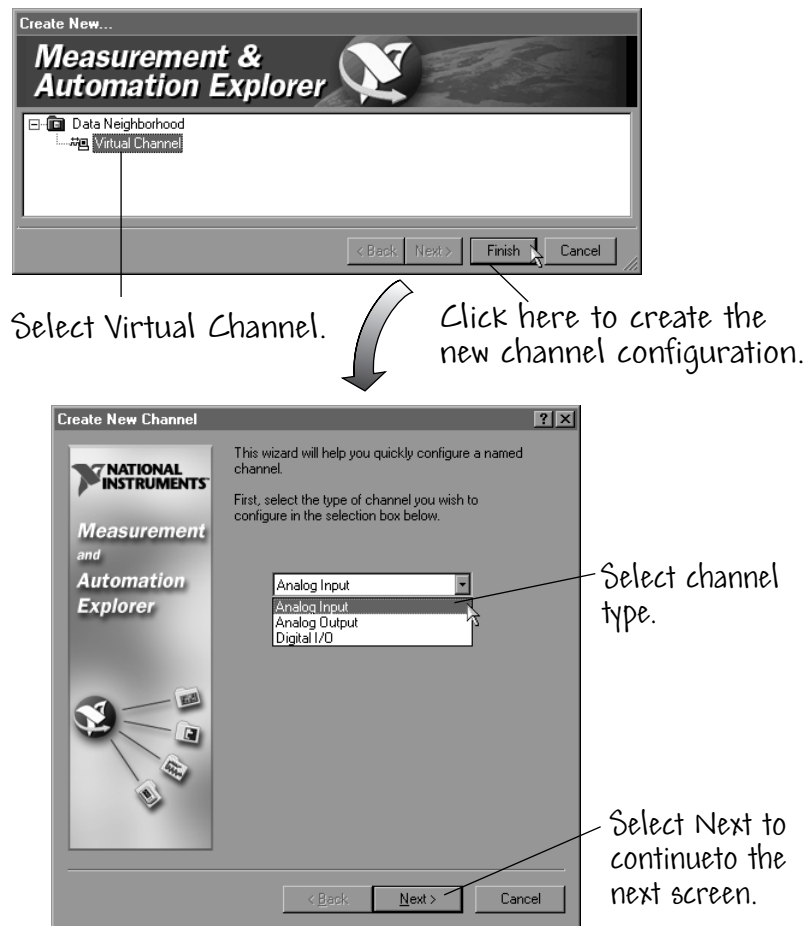 Create New...
Measurement &
Automation Explorer
Data Neighborhood
Virtual Channel
< Back
Next >
Finish
Cancel
Select Virtual Channel.
Click here to create the
new channel configuration.
Create New Channel
NATIONAL
INSTRUMENTS
Measurement
and
Automation
Explorer
This wizard will help you quickly configure a named
channel.
First, select the type of channel you wish to
configure in the selection box below.
Analog Input
Analog Input
Analog Output
Digital I/O
Select channel
type.
Select Next to
continueto the
next screen.
< Back
Next >
Cancel